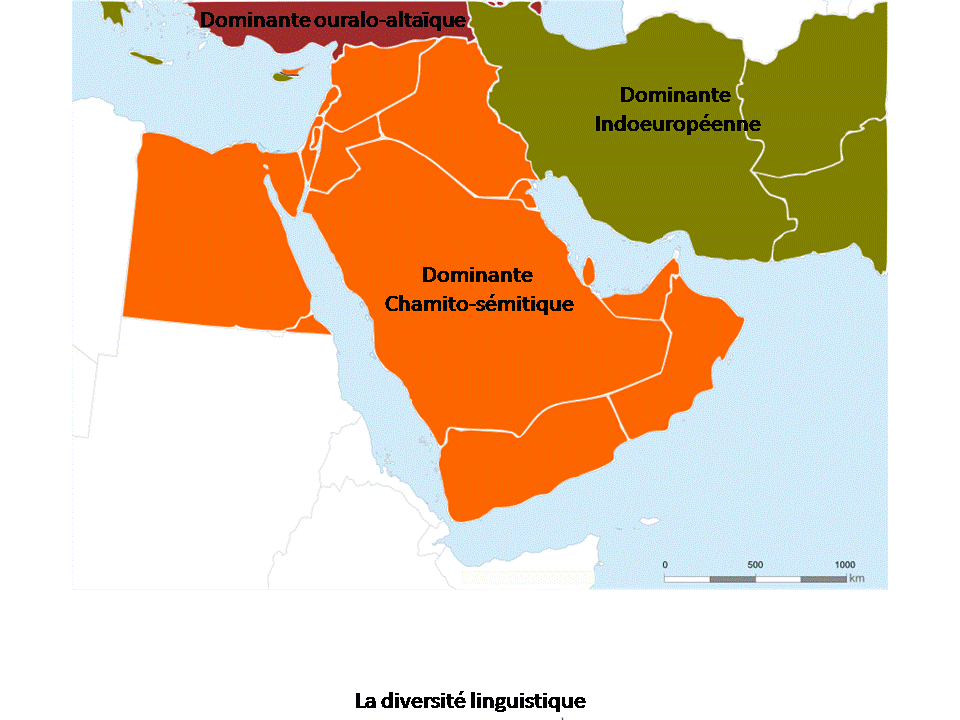 Dominante ouralo-altaïque
Dominante
Indoeuropéenne
Dominante
Chamito-sémitique
0 500 1000
km
La diversité linguistique